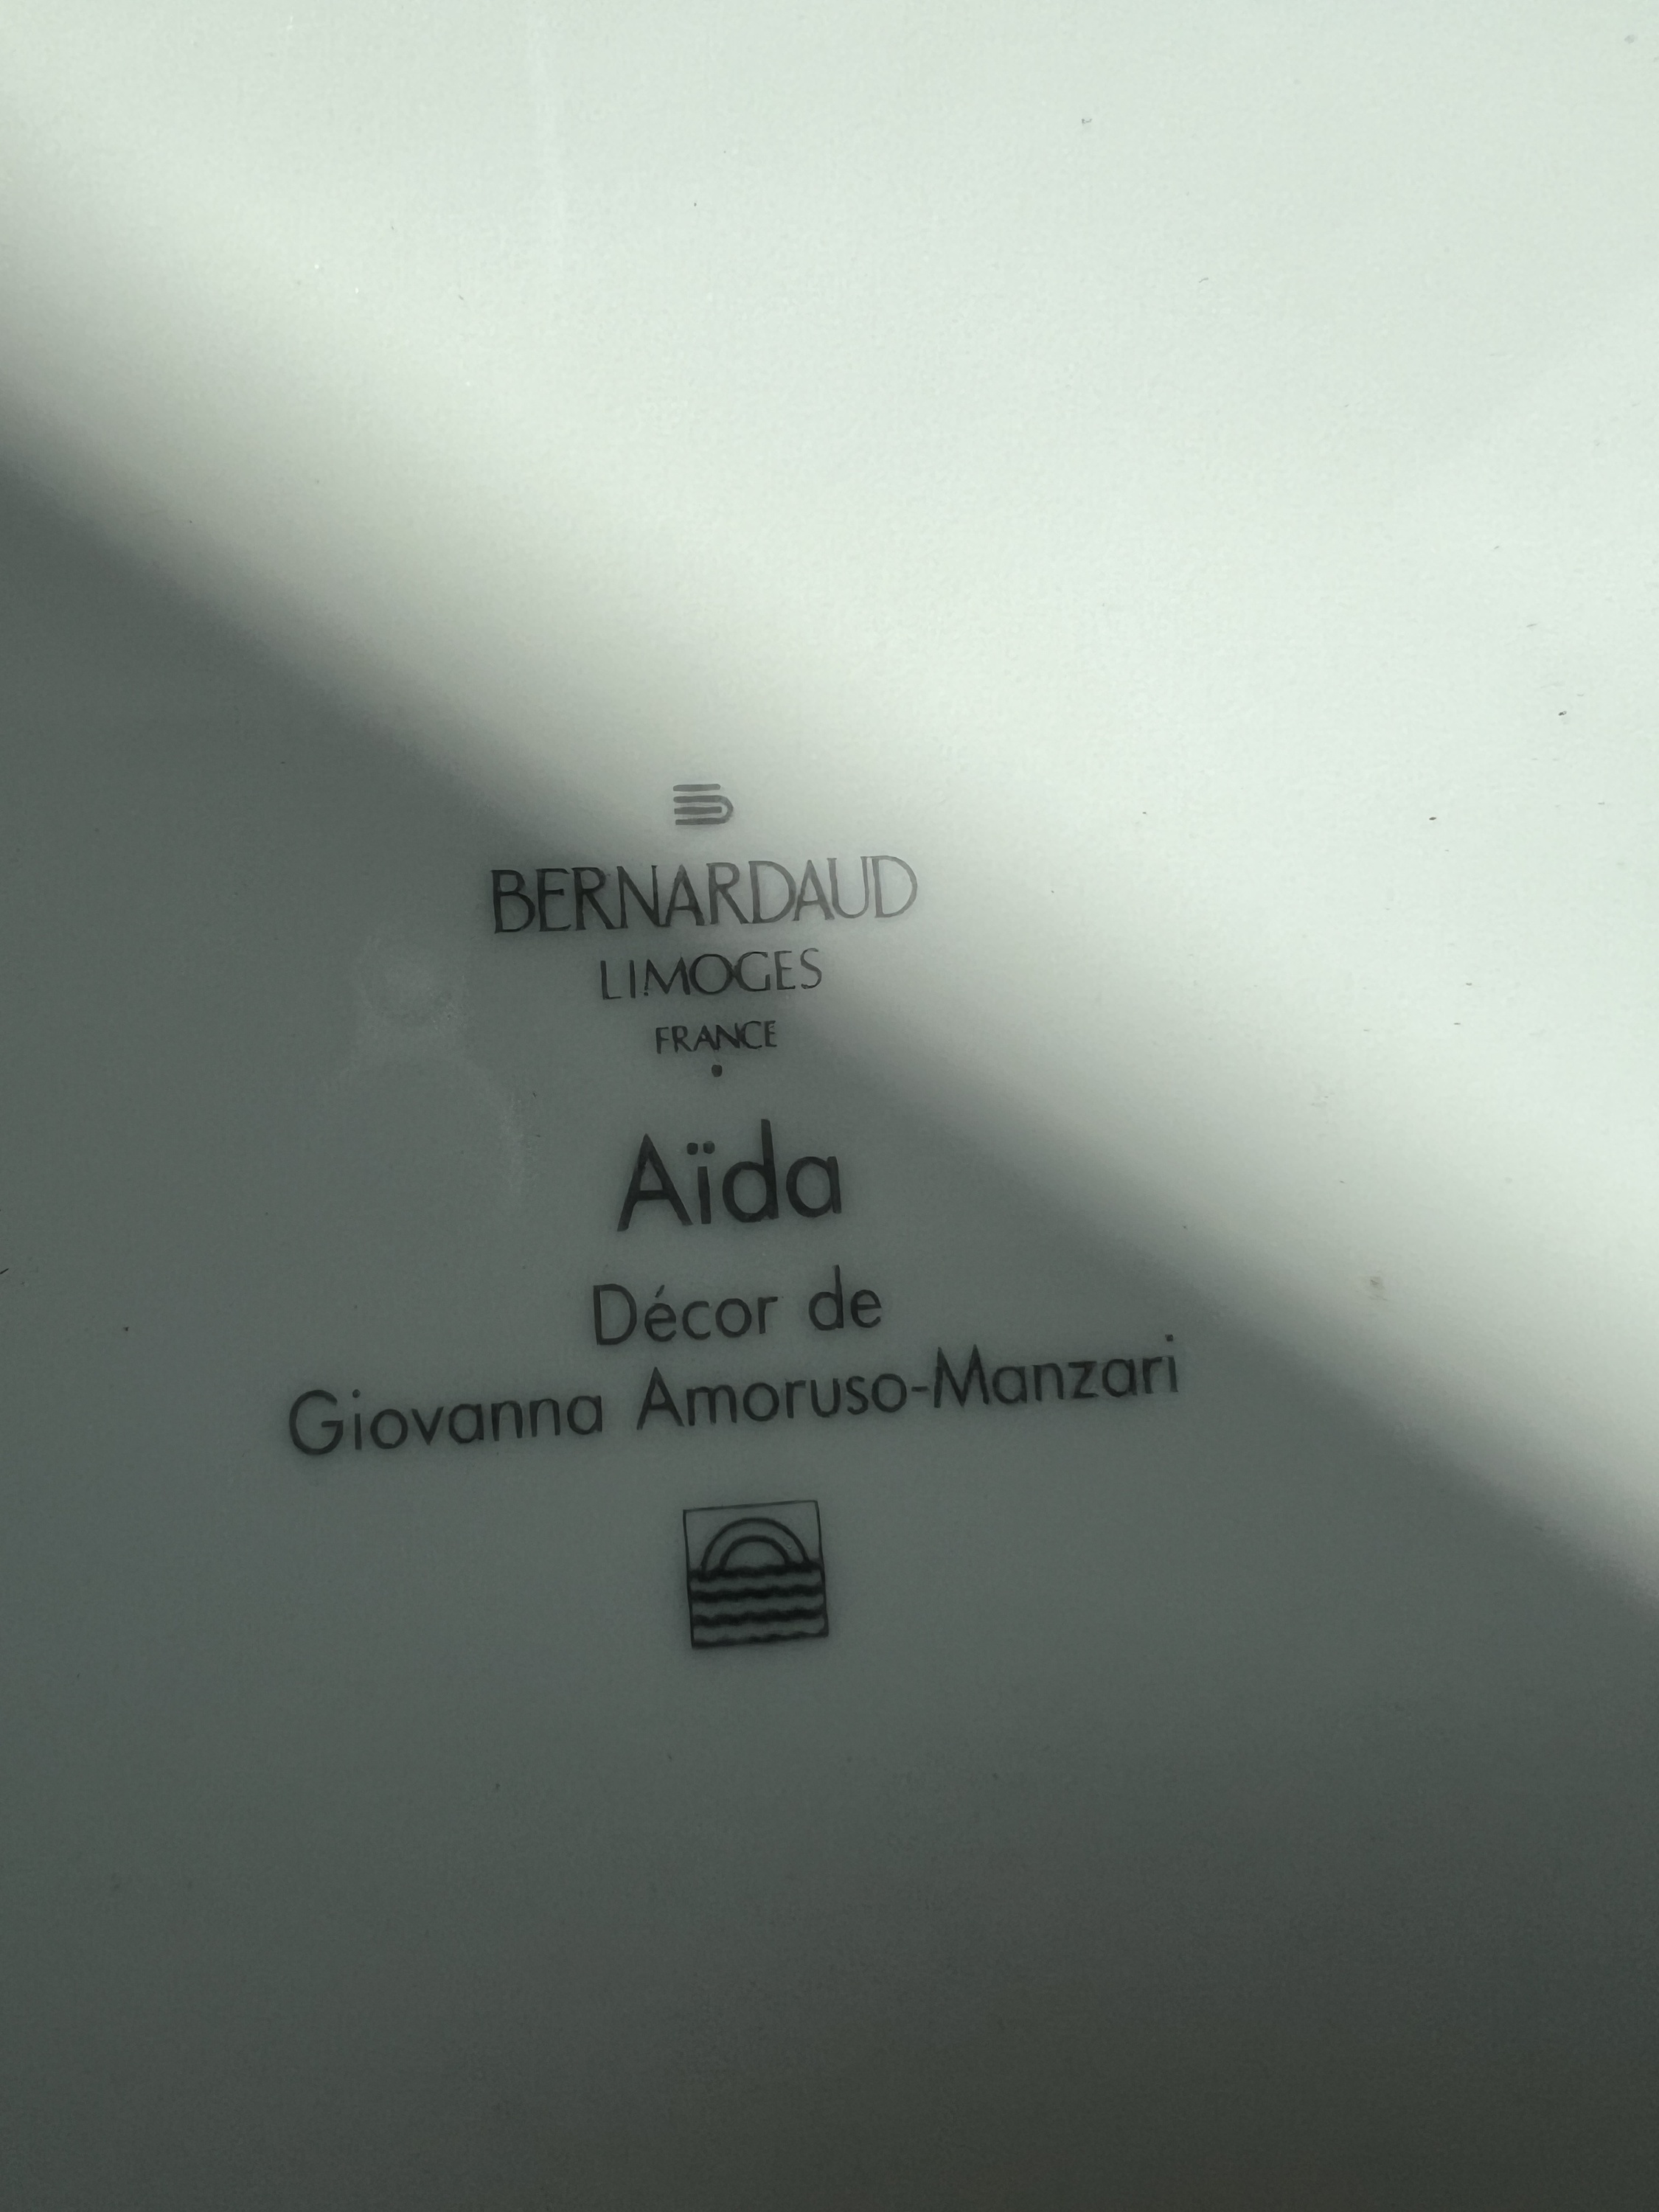 BERNARDAUD
LIMOGES
FRANCE
Aïda
Décor de
Giovanna Amoruso-Manzari